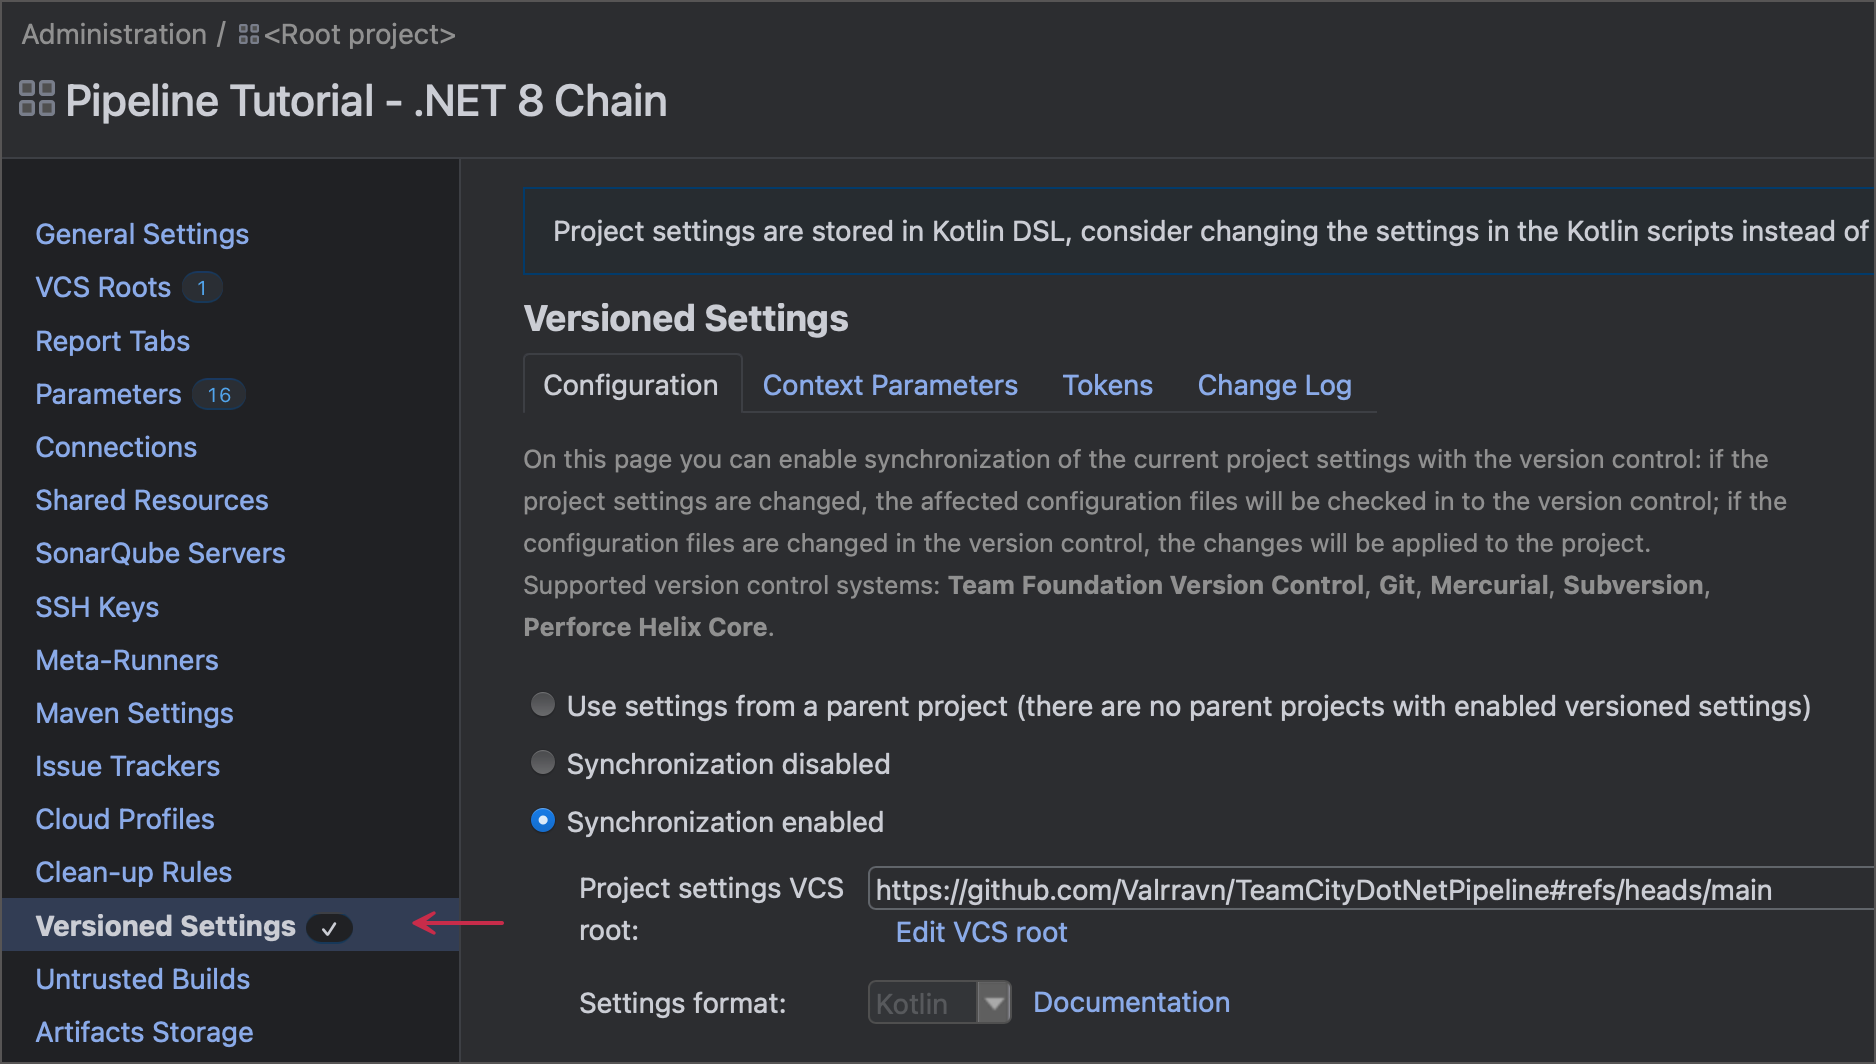 Administration / <Root project>
Pipeline Tutorial - .NET 8 Chain
General Settings
VCS Roots 1
Report Tabs
Parameters 16
Connections
Shared Resources
SonarQube Servers
SSH Keys
Meta-Runners
Maven Settings
Issue Trackers
Cloud Profiles
Clean-up Rules
Versioned Settings
Untrusted Builds
Artifacts Storage
Project settings are stored in Kotlin DSL, consider changing the settings in the Kotlin scripts instead of
Versioned Settings
Configuration Context Parameters Tokens Change Log
On this page you can enable synchronization of the current project settings with the version control: if the
project settings are changed, the affected configuration files will be checked in to the version control; if the
configuration files are changed in the version control, the changes will be applied to the project.
Supported version control systems: Team Foundation Version Control, Git, Mercurial, Subversion,
Perforce Helix Core.
Use settings from a parent project (there are no parent projects with enabled versioned settings)
Synchronization disabled
Synchronization enabled
Project settings VCS
root:
https://github.com/Valrravn/TeamCityDotNetPipeline#refs/heads/main
Edit VCS root
Settings format: Kotlin Documentation